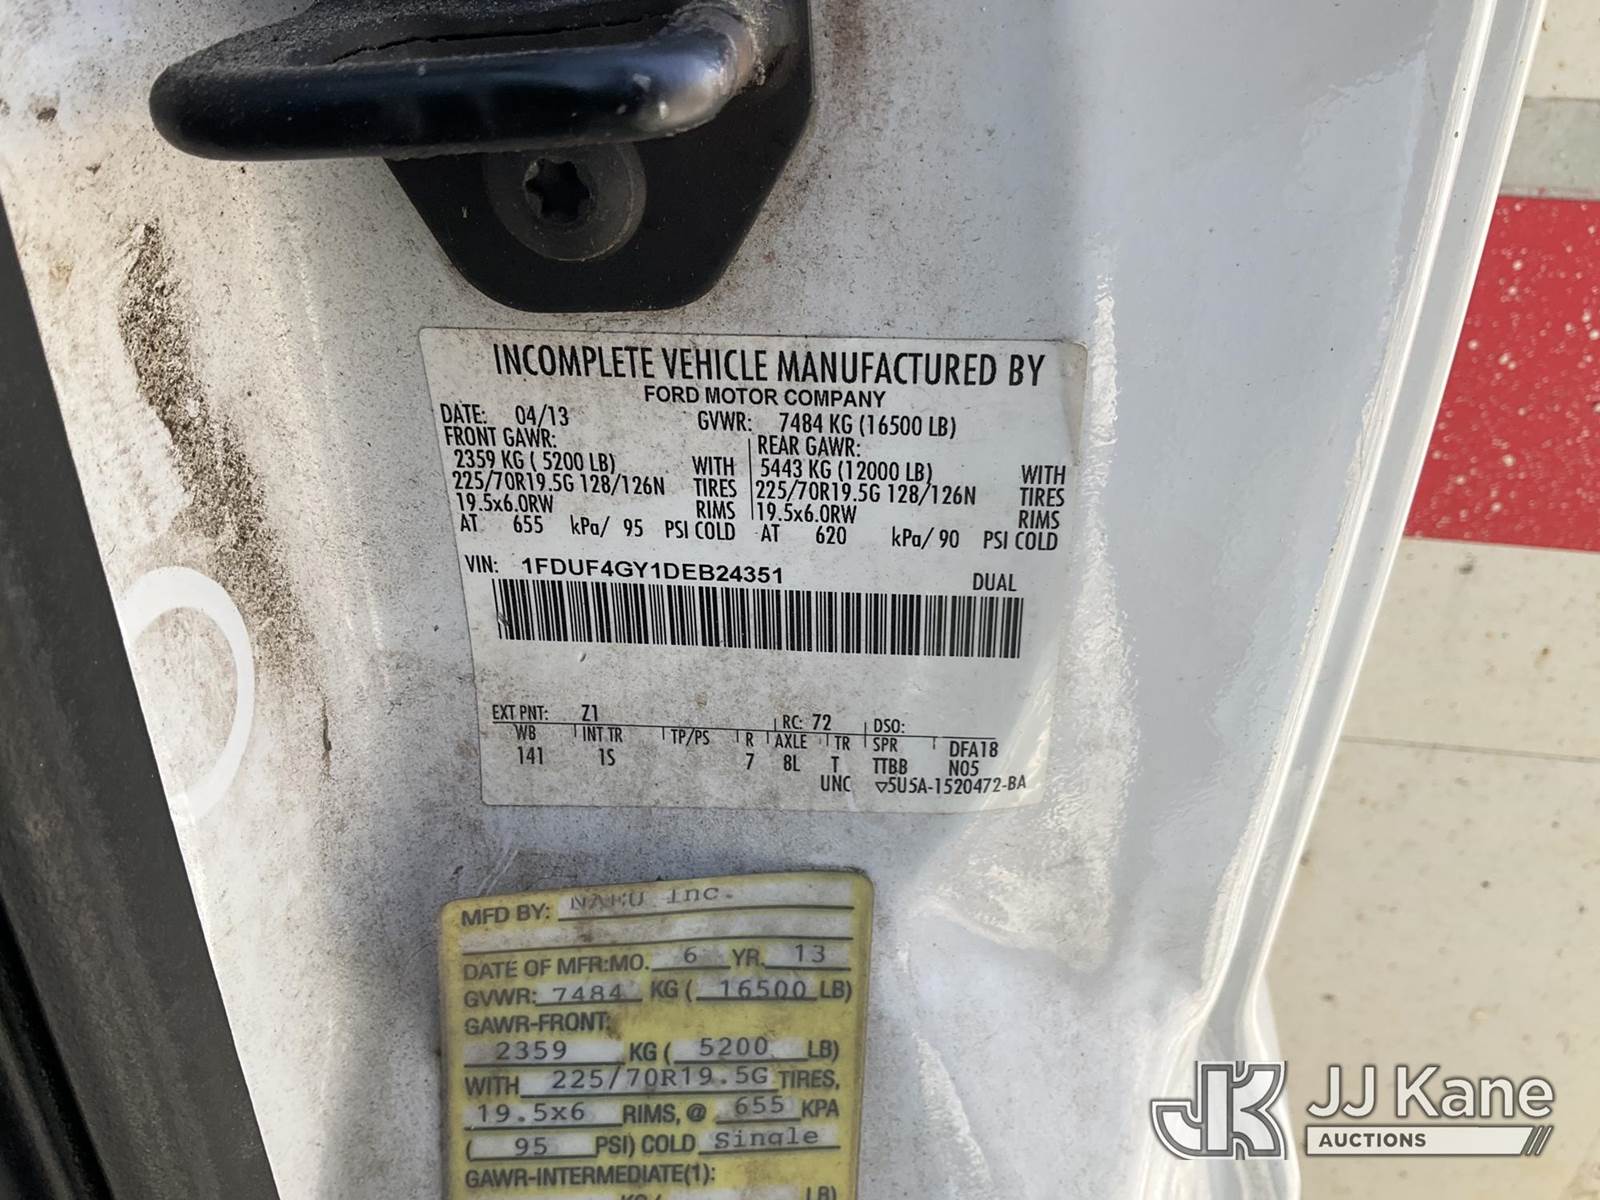 INCOMPLETE VEHICLE MANUFACTURED BY
FORD MOTOR COMPANY
DATE: 04/13 GVWR: 7484 KG (16500 LB)
FRONT GAWR: REAR GAWR:
2359 KG ( 5200 LB) WITH 5443 KG (12000 LB) WITH
225/70R19.5G 128/126N TIRES 225/70R19.5G 128/126N TIRES
19.5x6.0RW RIMS 19.5x6.0RW RIMS
AT 655 kPa/ 95 PSI COLD AT 620 kPa/ 90 PSI COLD
VIN: 1FDUF4GY1DEB24351 DUAL
EXT PNT: Z1 RC: 72 DSO:
WB INT TR TP/PS R AXLE TR SPR DFA18
141 1S 7 8L T TTBB N05
UNC ▽5U5A-1520472-BA
MFD BY: Inc.
DATE OF MFR:MO. 6 YR. 13
GVWR: 7484 KG ( 16500 LB)
GAWR-FRONT:
2359 KG ( 5200 LB)
WITH 225/70R19.5G TIRES,
19.5x6 RIMS, @ 655 KPA
( 95 PSI) COLD Single
GAWR-INTERMEDIATE(1):
KG ( LB)
JK JJ Kane
AUCTIONS